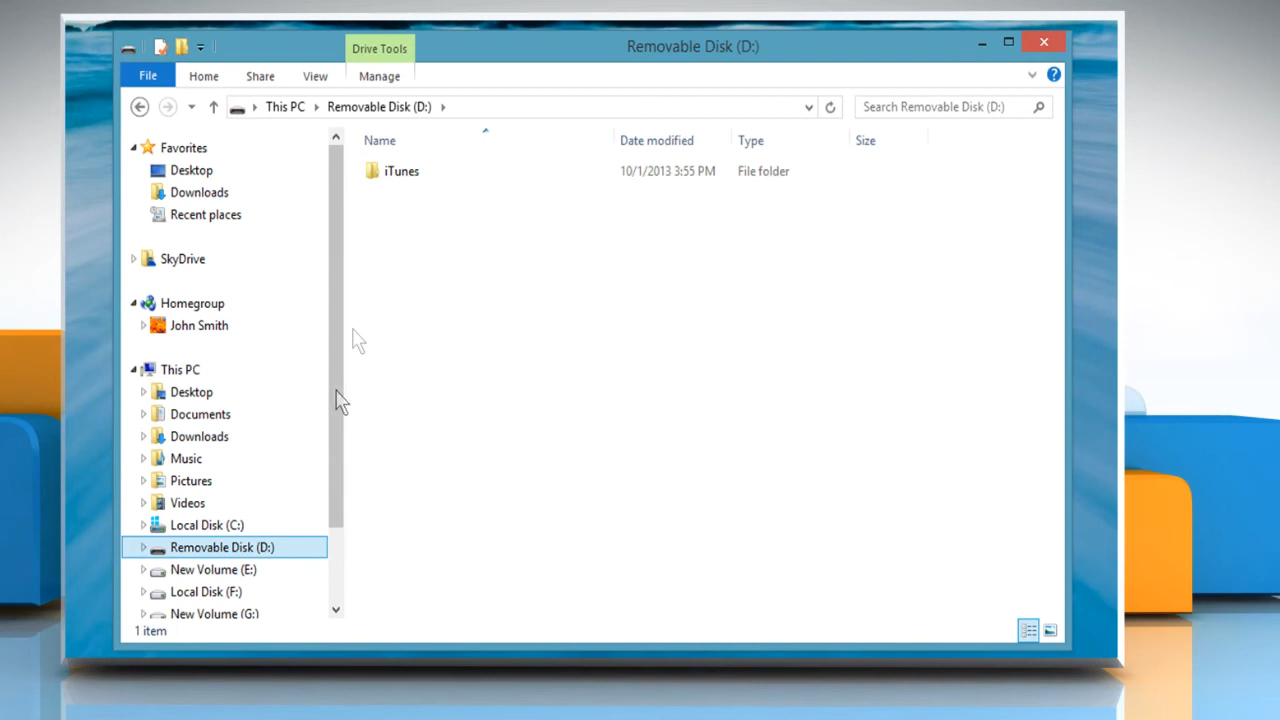 Drive Tools
Removable Disk (D:)
File
Home
Share
View
Manage
This PC
Removable Disk (D:)
Search Removable Disk (D:)
Name
Date modified
Type
Size
iTunes
10/1/2013 3:55 PM
File folder
Favorites
Desktop
Downloads
Recent places
SkyDrive
Homegroup
John Smith
This PC
Desktop
Documents
Downloads
Music
Pictures
Videos
Local Disk (C:)
Removable Disk (D:)
New Volume (E:)
Local Disk (F:)
New Volume (G:)
1 item